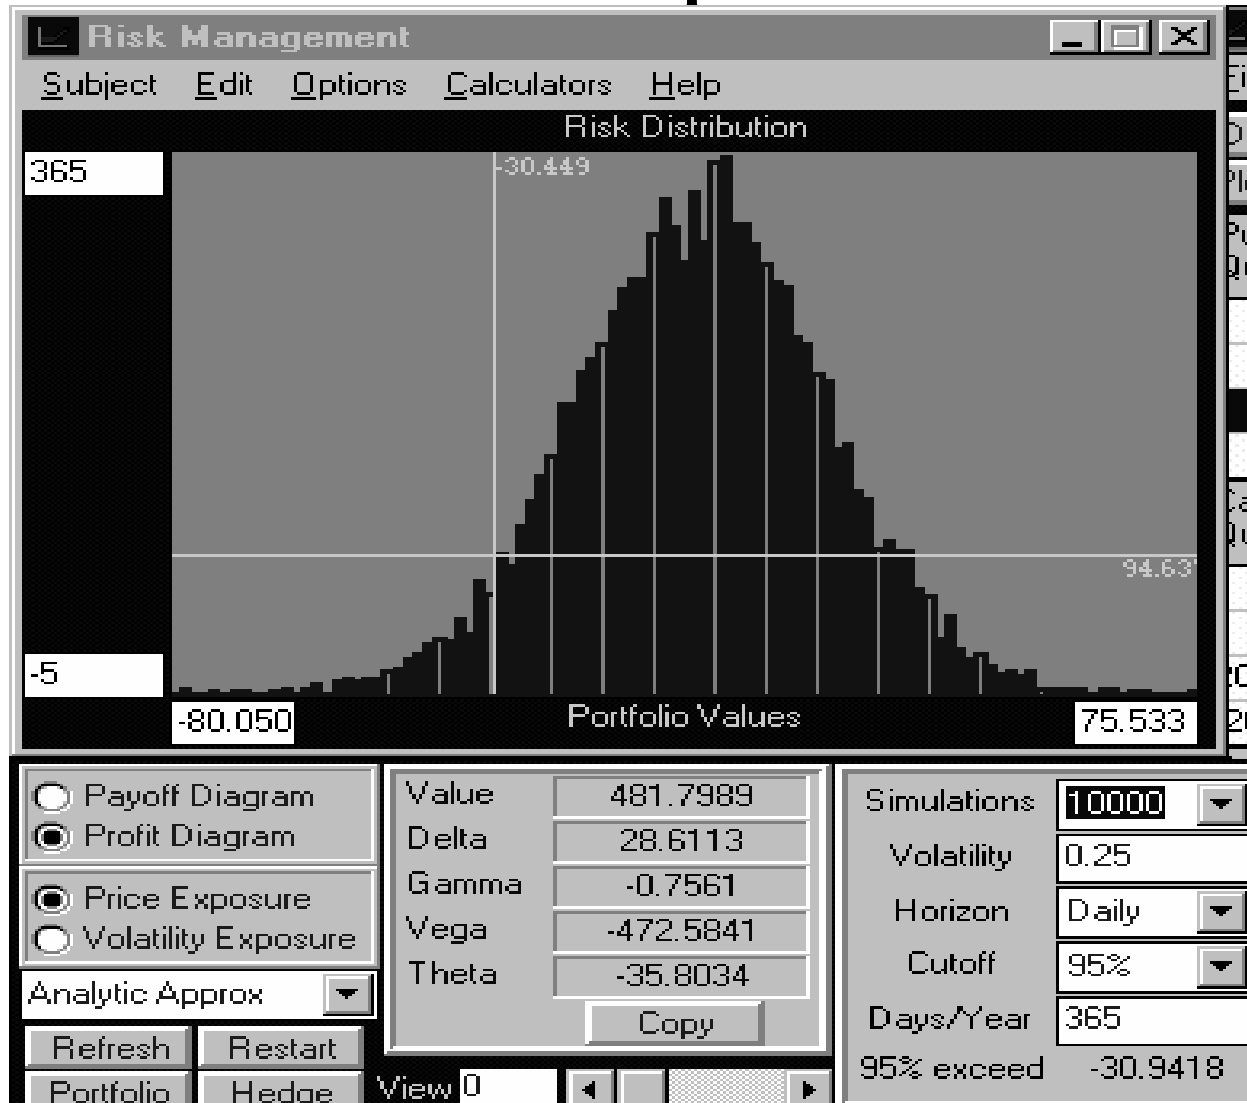 Risk Management
Subject Edit Options Calculators Help
Risk Distribution
365
-30.449
94.63
-5
-80.050
Portfolio Values
75.533
Payoff Diagram
Profit Diagram
Price Exposure
Volatility Exposure
Analytic Approx
Refresh Restart
Portfolio Hedge
Value 481.7989
Delta 28.6113
Gamma -0.7561
Vega -472.5841
Theta -35.8034
Copy
View 0
Simulations 10000
Volatility 0.25
Horizon Daily
Cutoff 95%
Days/Year 365
95% exceed -30.9418